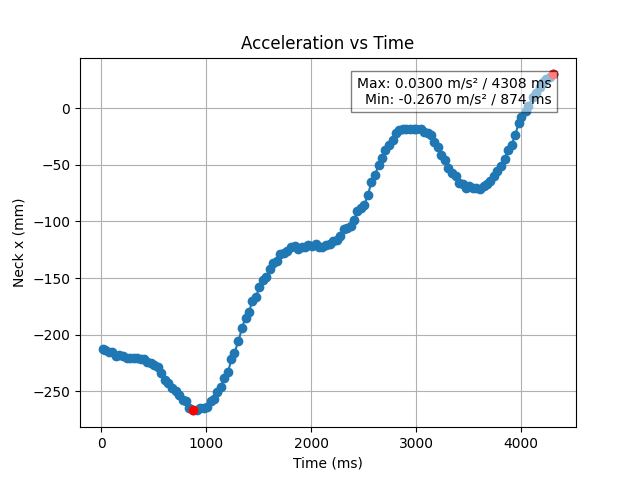 Acceleration vs Time
Max: 0.0300 m/s² / 4308 ms
Min: -0.2670 m/s² / 874 ms
Neck x (mm)
0
−50
−100
−150
−200
−250
0 1000 2000 3000 4000
Time (ms)